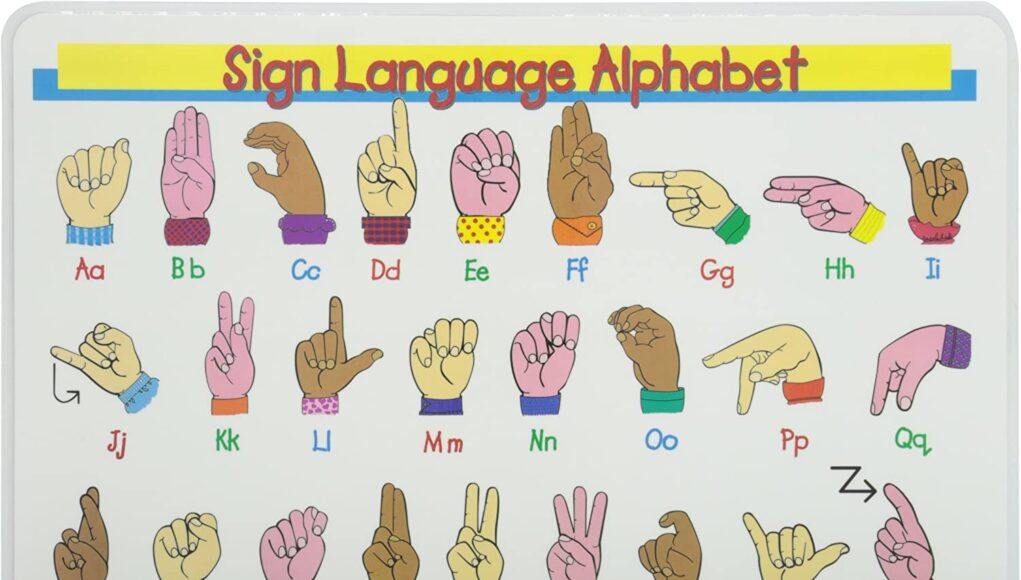 Sign Language Alphabet
Aa Bb Cc Dd Ee Ff Gg Hh Ii
Jj Kk Ll Mm Nn Oo Pp Qq
Z